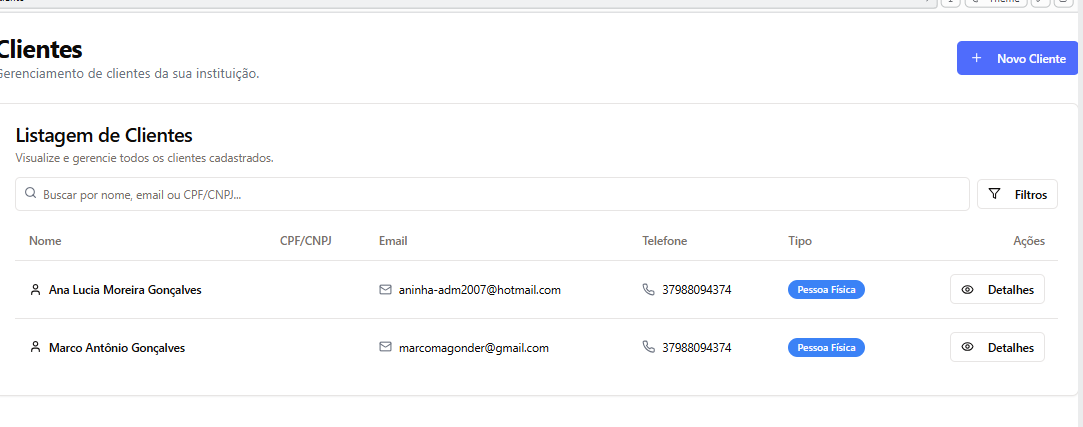 Clientes
Gerenciamento de clientes da sua instituição.
+ Novo Cliente
Listagem de Clientes
Visualize e gerencie todos os clientes cadastrados.
Buscar por nome, email ou CPF/CNPJ...
Filtros
Nome CPF/CNPJ Email Telefone Tipo Ações
Ana Lucia Moreira Gonçalves aninha-adm2007@hotmail.com 37988094374 Pessoa Física Detalhes
Marco Antônio Gonçalves marcomagonder@gmail.com 37988094374 Pessoa Física Detalhes